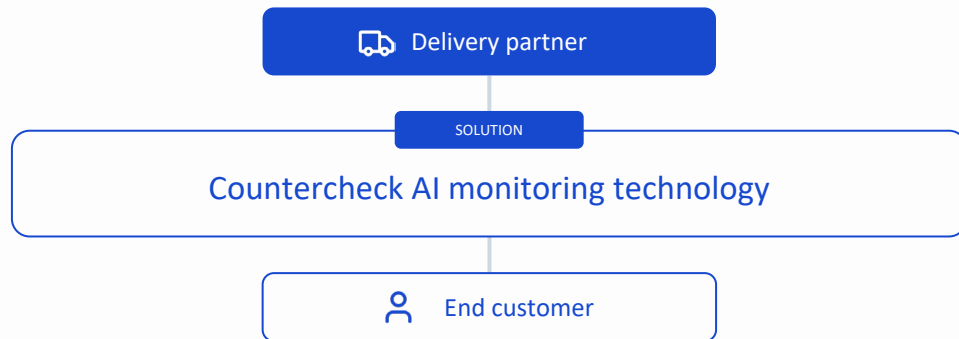 Delivery partner
SOLUTION
Countercheck AI monitoring technology
End customer